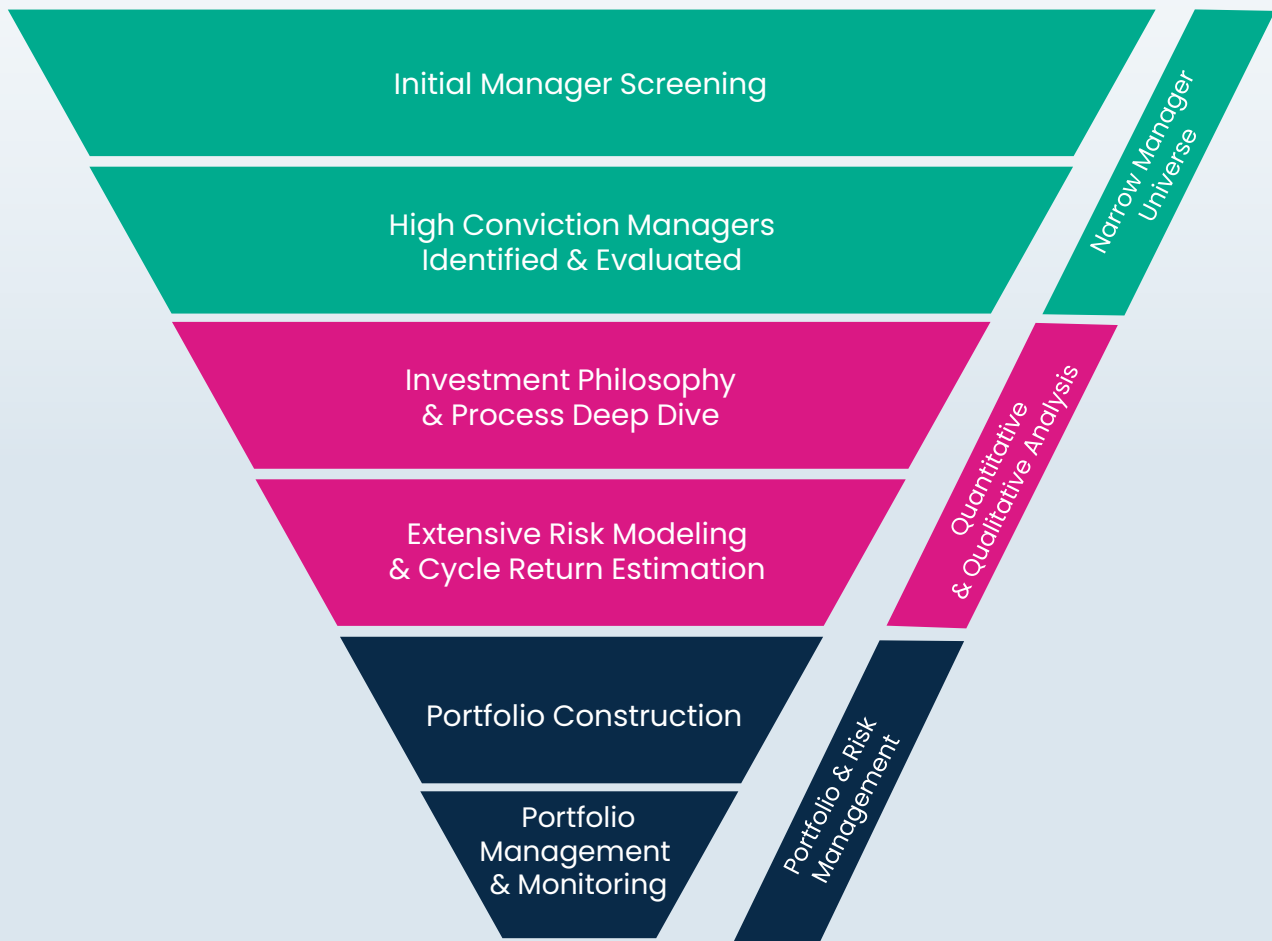 Initial Manager Screening
High Conviction Managers
Identified & Evaluated
Narrow Manager
Universe
Investment Philosophy
& Process Deep Dive
Extensive Risk Modeling
& Cycle Return Estimation
Quantitative
& Qualitative Analysis
Portfolio Construction
Portfolio
Management
& Monitoring
Portfolio & Risk
Management